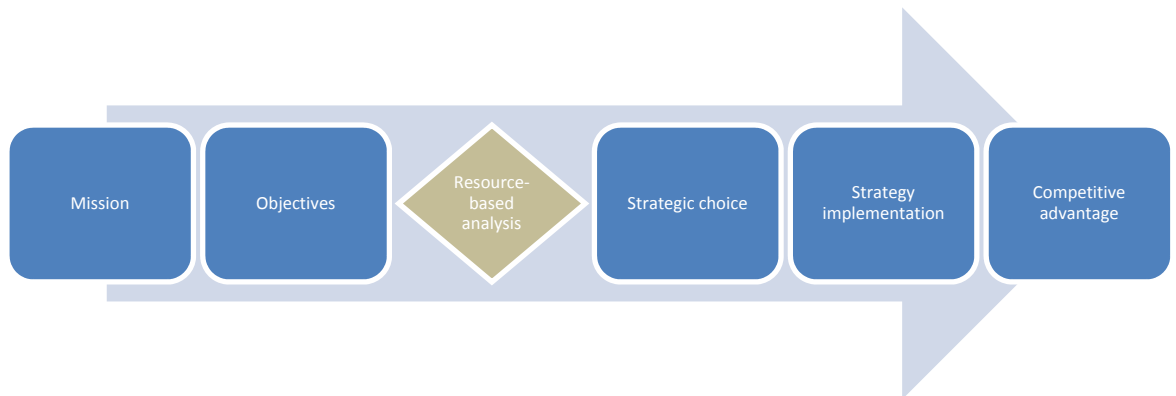 Mission
Objectives
Resource-
based
analysis
Strategic choice
Strategy
implementation
Competitive
advantage